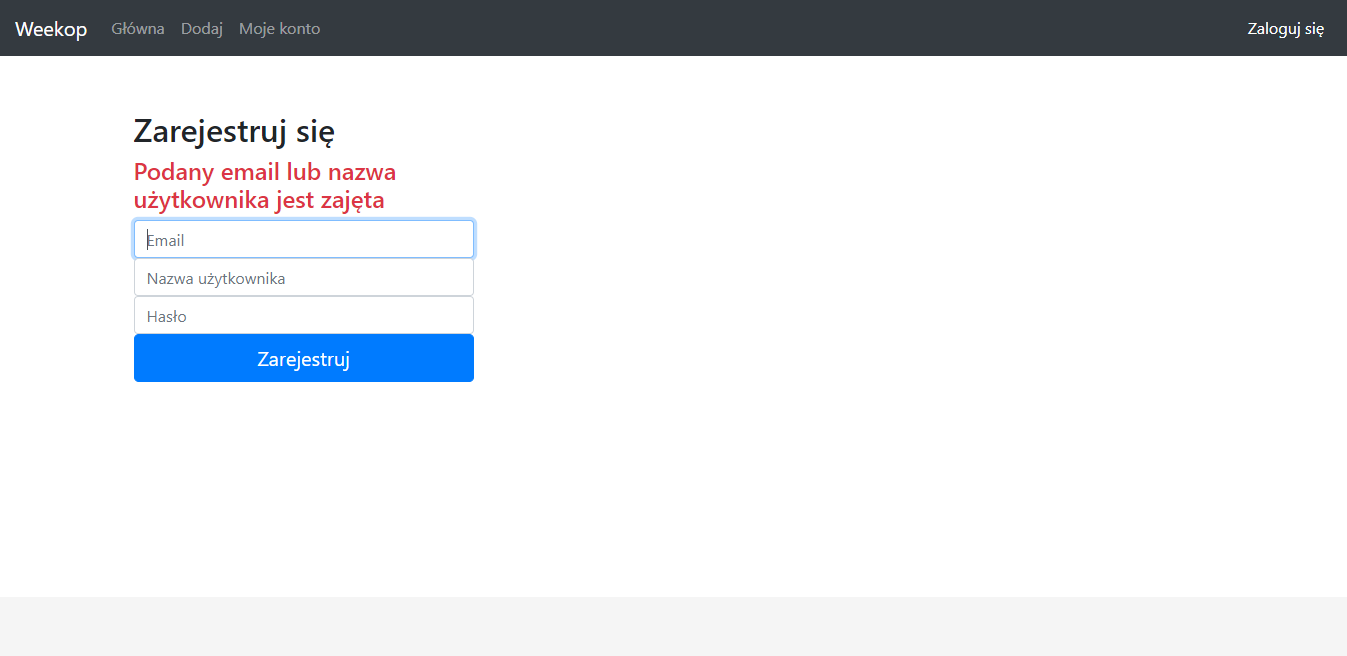 Weekop Główna Dodaj Moje konto Zaloguj się
Zarejestruj się
Podany email lub nazwa
użytkownika jest zajęta
Email
Nazwa użytkownika
Hasło
Zarejestruj